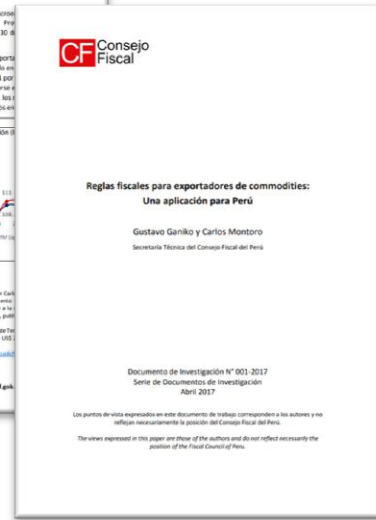 CF Consejo
Fiscal
Reglas fiscales para exportadores de commodities:
Una aplicación para Perú
Gustavo Ganiko y Carlos Montoro
Secretaría Técnica del Consejo Fiscal del Perú
Documento de Investigación N° 001-2017
Serie de Documentos de Investigación
Abril 2017
Los puntos de vista expresados en este documento de trabajo corresponden a los autores y no
reflejan necesariamente la posición del Consejo Fiscal del Perú.
The views expressed in this paper are those of the authors and do not reflect necessarily the
position of the Fiscal Council of Peru.